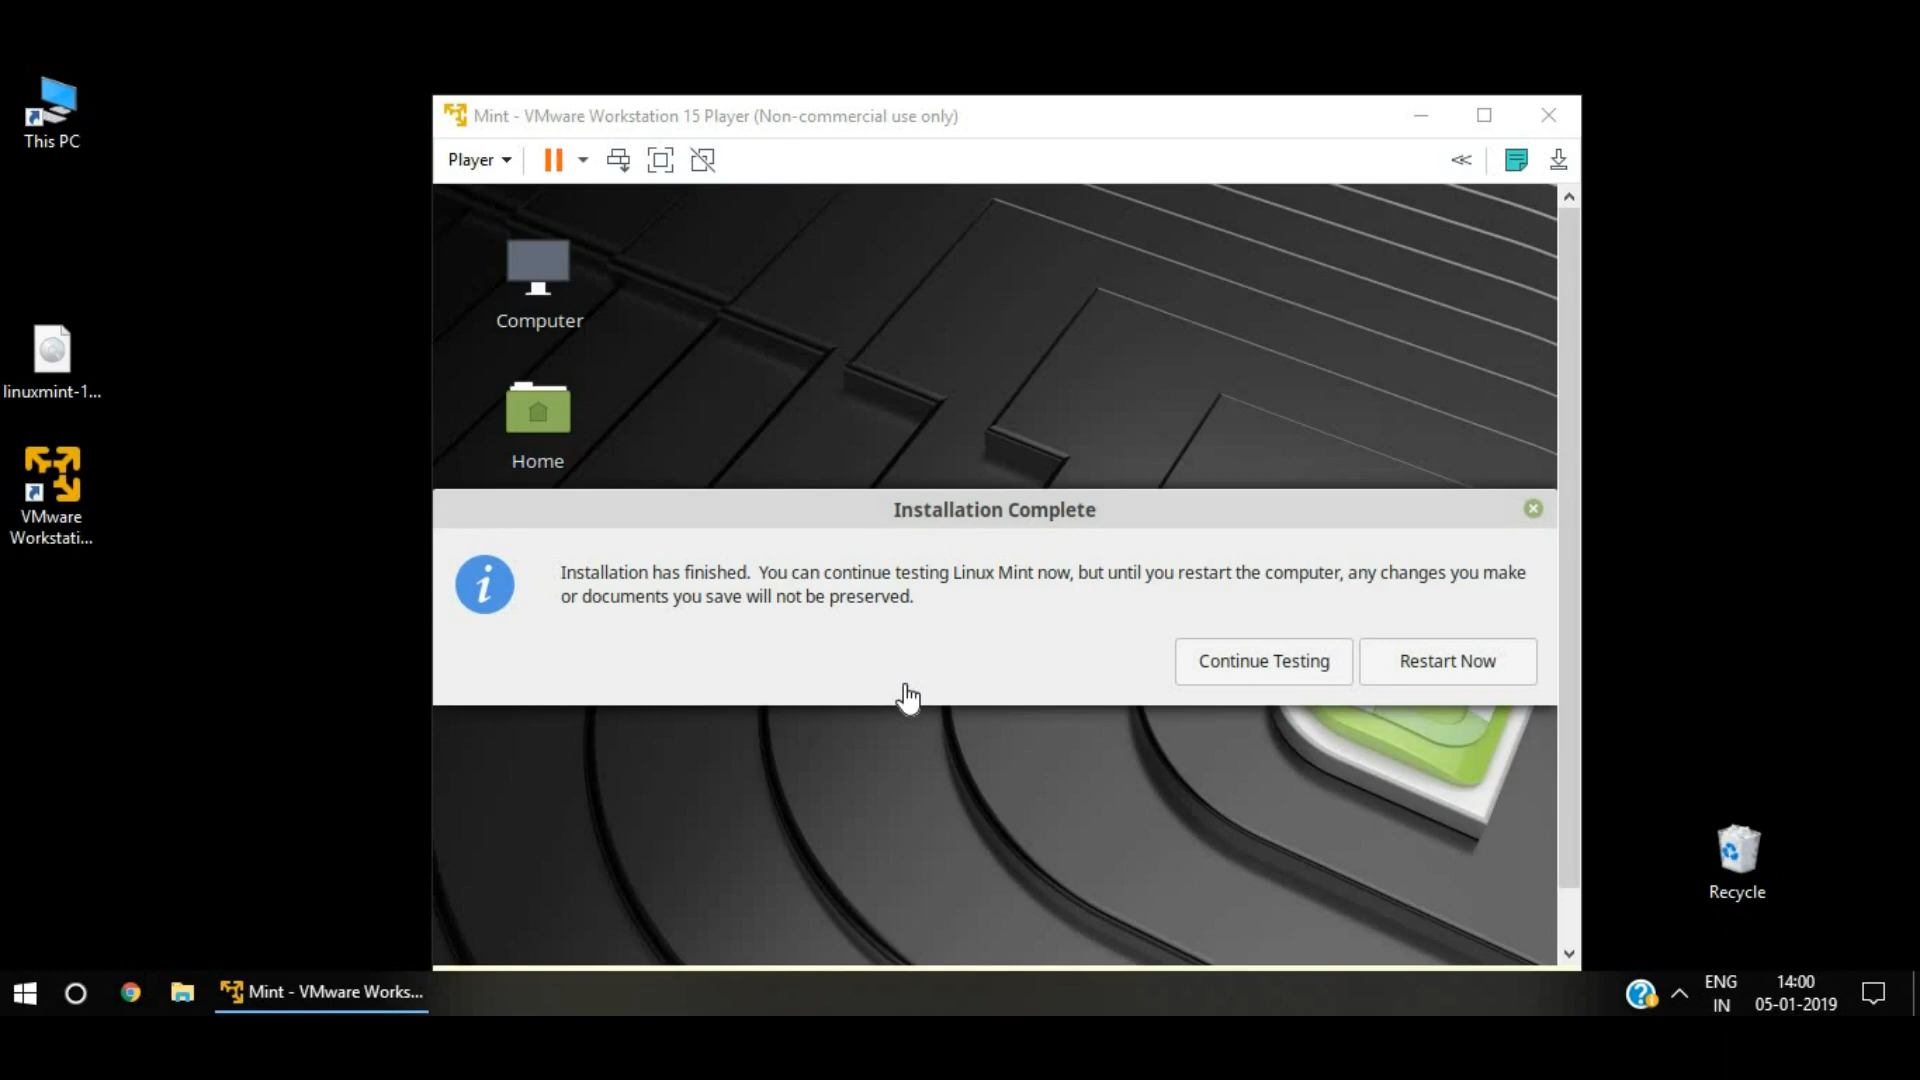 This PC
linuxmint-1...
VMware
Workstati...
Mint - VMware Workstation 15 Player (Non-commercial use only)
Player
Computer
Home
Installation Complete
Installation has finished. You can continue testing Linux Mint now, but until you restart the computer, any changes you make
or documents you save will not be preserved.
Continue Testing
Restart Now
Recycle
Mint - VMware Works...
ENG
IN
14:00
05-01-2019